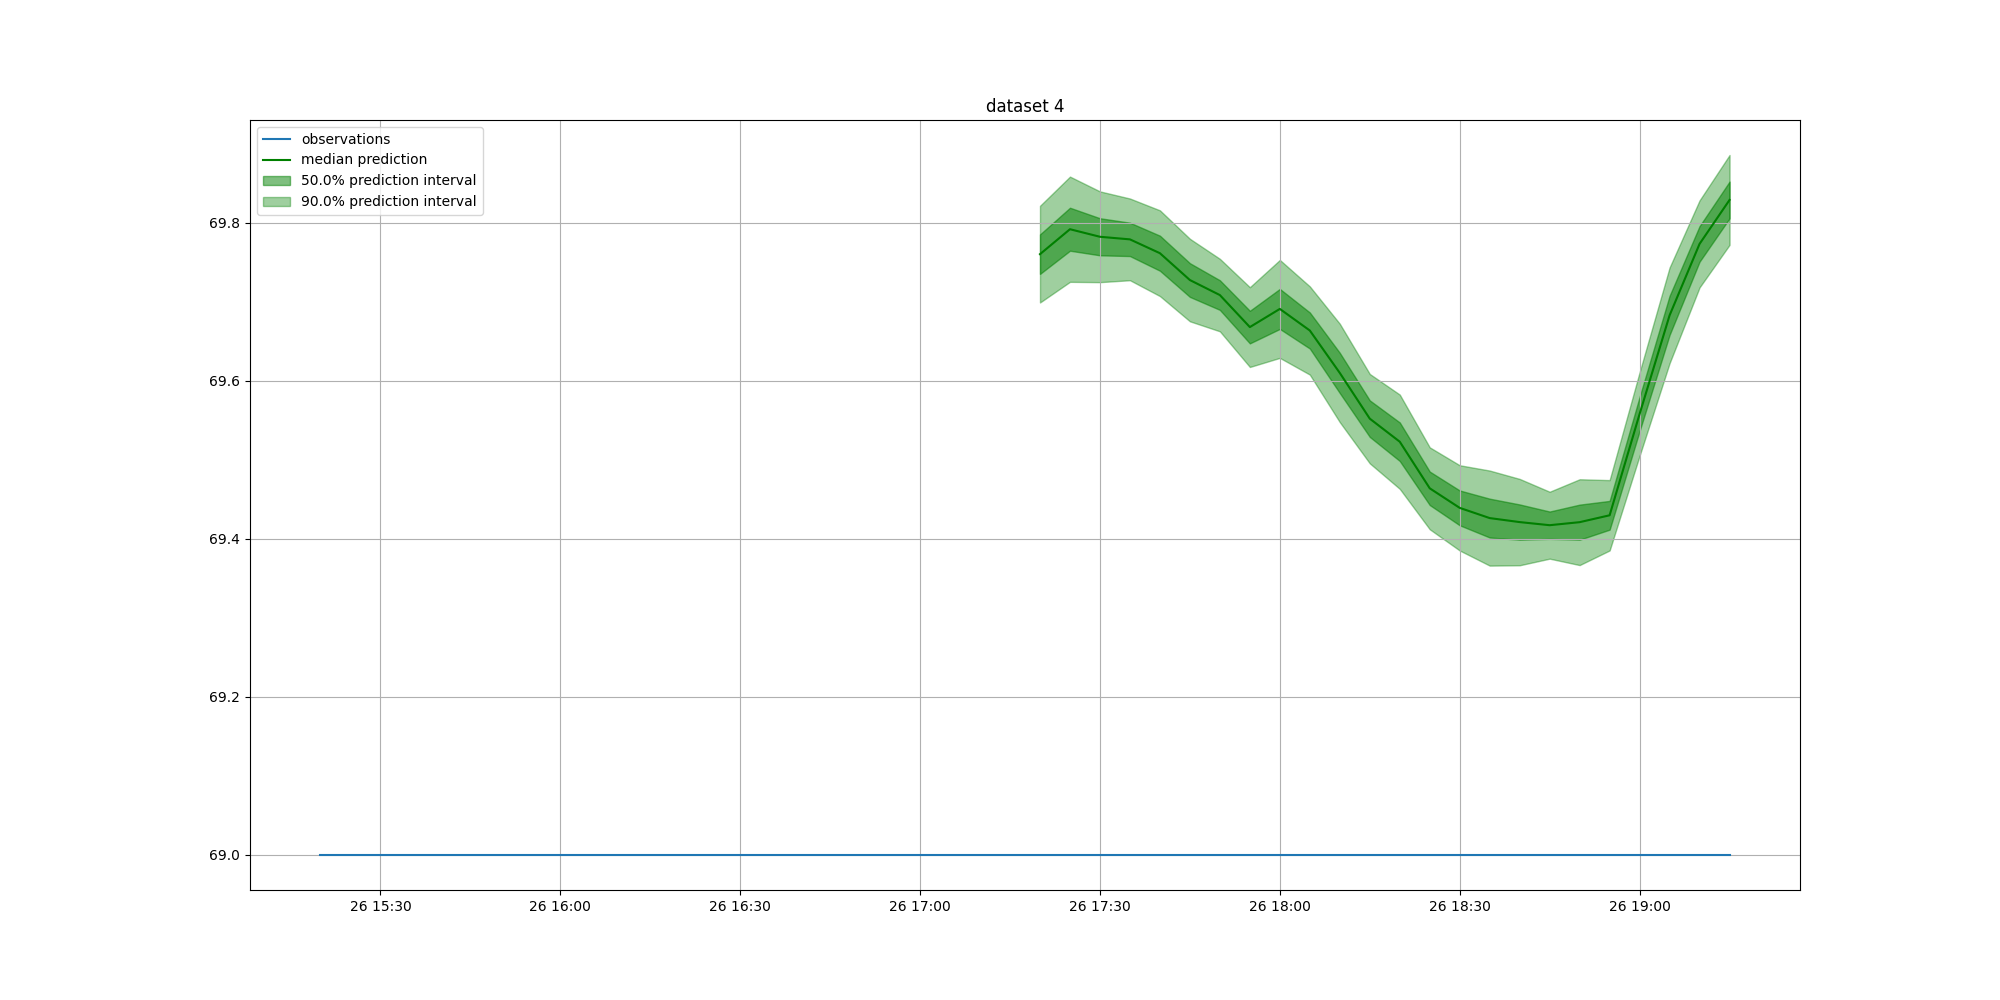 dataset 4
observations
median prediction
50.0% prediction interval
90.0% prediction interval
69.8
69.6
69.4
69.2
69.0
26 15:30
26 16:00
26 16:30
26 17:00
26 17:30
26 18:00
26 18:30
26 19:00